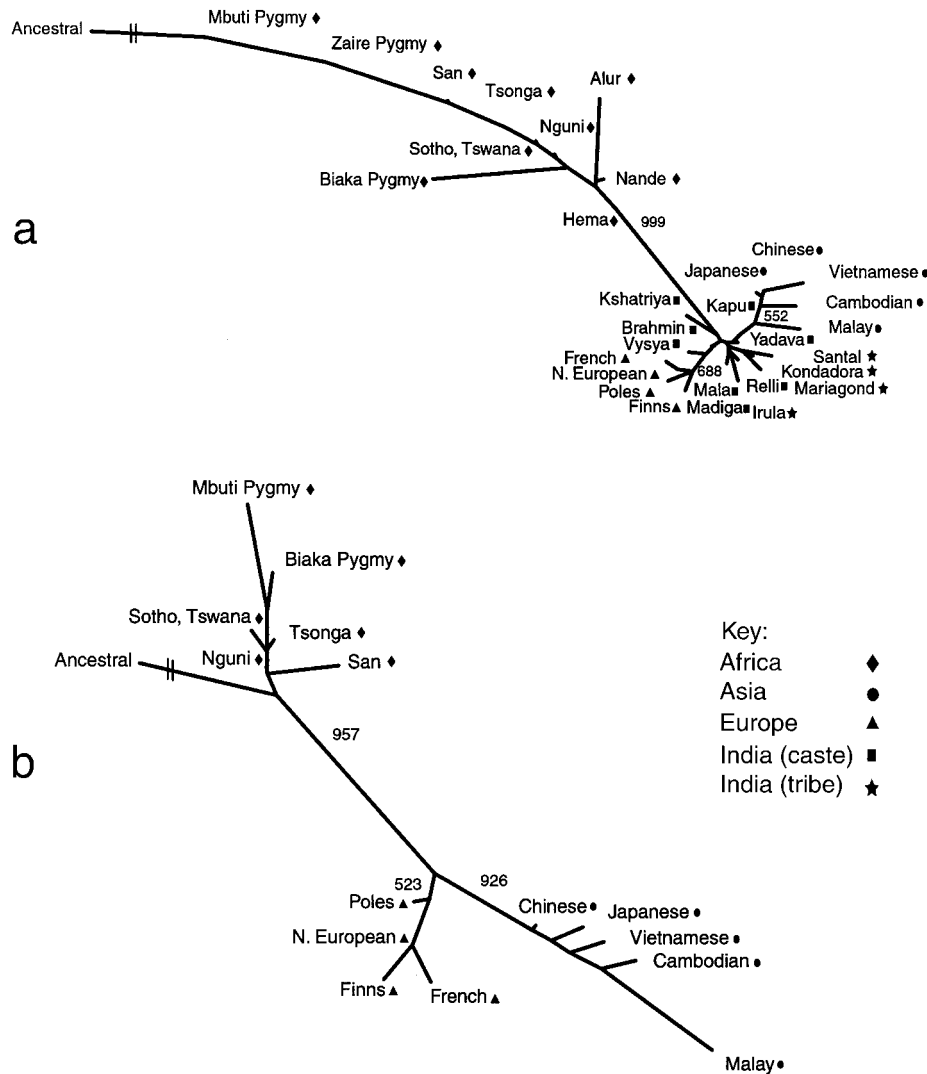 Mbuti Pygmy ♦
Ancestral
Zaire Pygmy ♦
San ♦
Alur ♦
Tsonga ♦
Nguni ♦
Sotho, Tswana ♦
Biaka Pygmy ♦
Nande ♦
a
Hema ♦
999
Chinese ●
Japanese ●
Vietnamese ●
Kshatriya ■
Kapu ■
Cambodian ●
552
Brahmin ■
Malay ●
Vysya ■
Yadava ■
French ▲
Santal ★
N. European ▲
688
Kondadora ★
Poles ▲
Mala ■
Relli ■
Mariagond ★
Finns ▲
Madiga ■
Irula ★
Mbuti Pygmy ♦
Biaka Pygmy ♦
Sotho, Tswana ♦
Tsonga ♦
Ancestral
Nguni ♦
San ♦
957
b
Key:
Africa ♦
Asia ●
Europe ▲
India (caste) ■
India (tribe) ★
523
926
Poles ▲
Chinese ●
Japanese ●
N. European ▲
Vietnamese ●
Cambodian ●
Finns ▲
French ▲
Malay ●